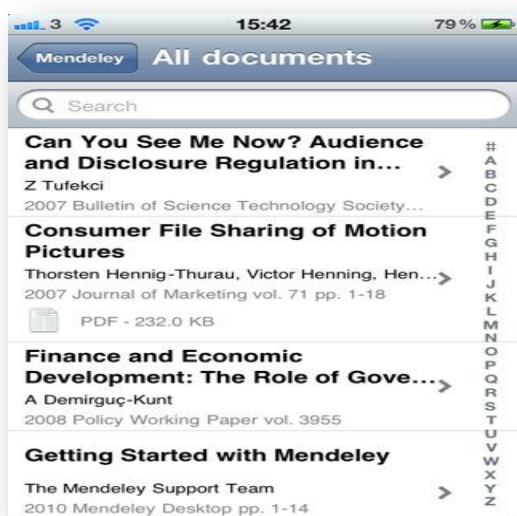 3 15:42 79 %
Mendeley All documents
Search
Can You See Me Now? Audience
and Disclosure Regulation in...
Z Tufekci
2007 Bulletin of Science Technology Society...
Consumer File Sharing of Motion
Pictures
Thorsten Hennig-Thurau, Victor Henning, Hen...
2007 Journal of Marketing vol. 71 pp. 1-18
PDF - 232.0 KB
Finance and Economic
Development: The Role of Gove...
A Demirguç-Kunt
2008 Policy Working Paper vol. 3955
Getting Started with Mendeley
The Mendeley Support Team
2010 Mendeley Desktop pp. 1-14
#
A
B
C
D
E
F
G
H
I
J
K
L
M
N
O
P
Q
R
S
T
U
V
W
X
Y
Z